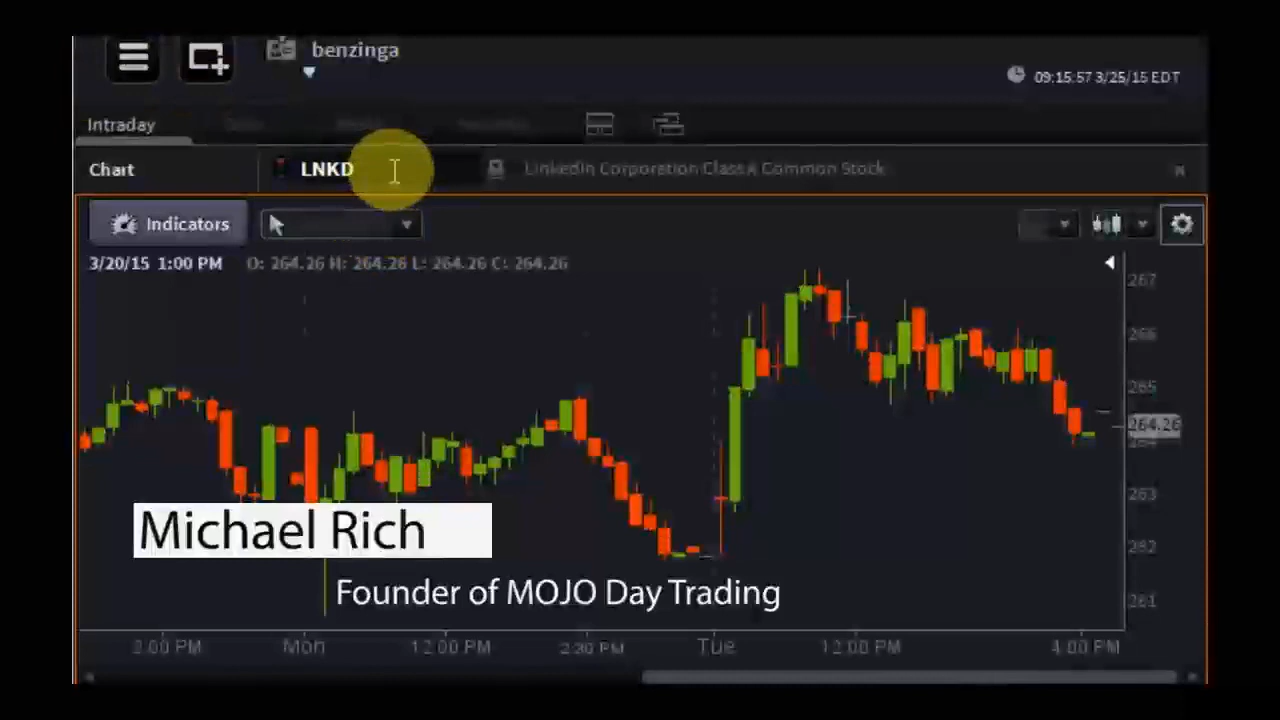 benzinga
09:15:57 3/25/15 EDT
Intraday
Chart
LNKD
LinkedIn Corporation Class A Common Stock
Indicators
3/20/15 1:00 PM O: 264.26 H: 264.26 L: 264.26 C: 264.26
267
266
265
264.26
264
263
262
261
Michael Rich
Founder of MOJO Day Trading
2:00 PM Mon 12:00 PM 2:30 PM Tue 12:00 PM 4:00 PM